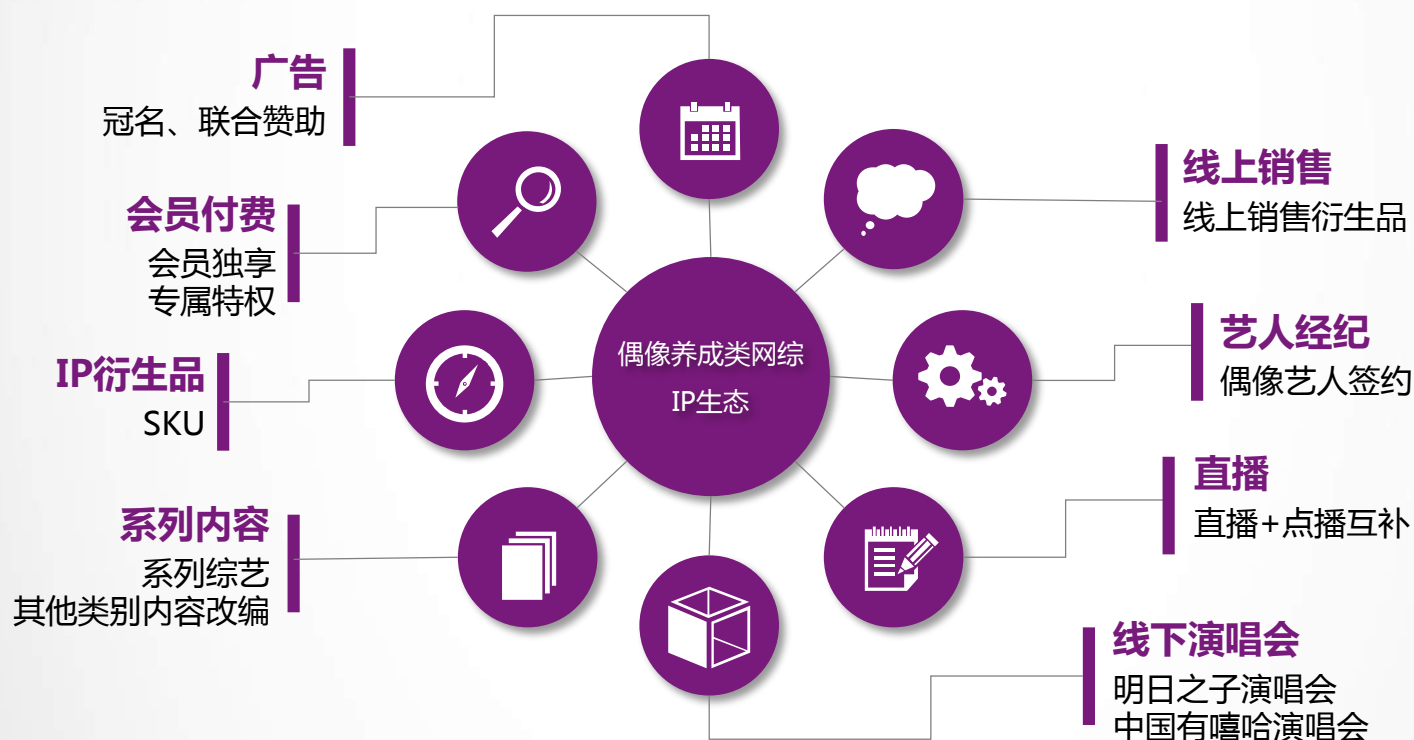 广告
冠名、联合赞助
会员付费
会员独享
专属特权
IP衍生品
SKU
系列内容
系列综艺
其他类别内容改编
偶像养成类网综
IP生态
线上销售
线上销售衍生品
艺人经纪
偶像艺人签约
直播
直播+点播互补
线下演唱会
明日之子演唱会
中国有嘻哈演唱会